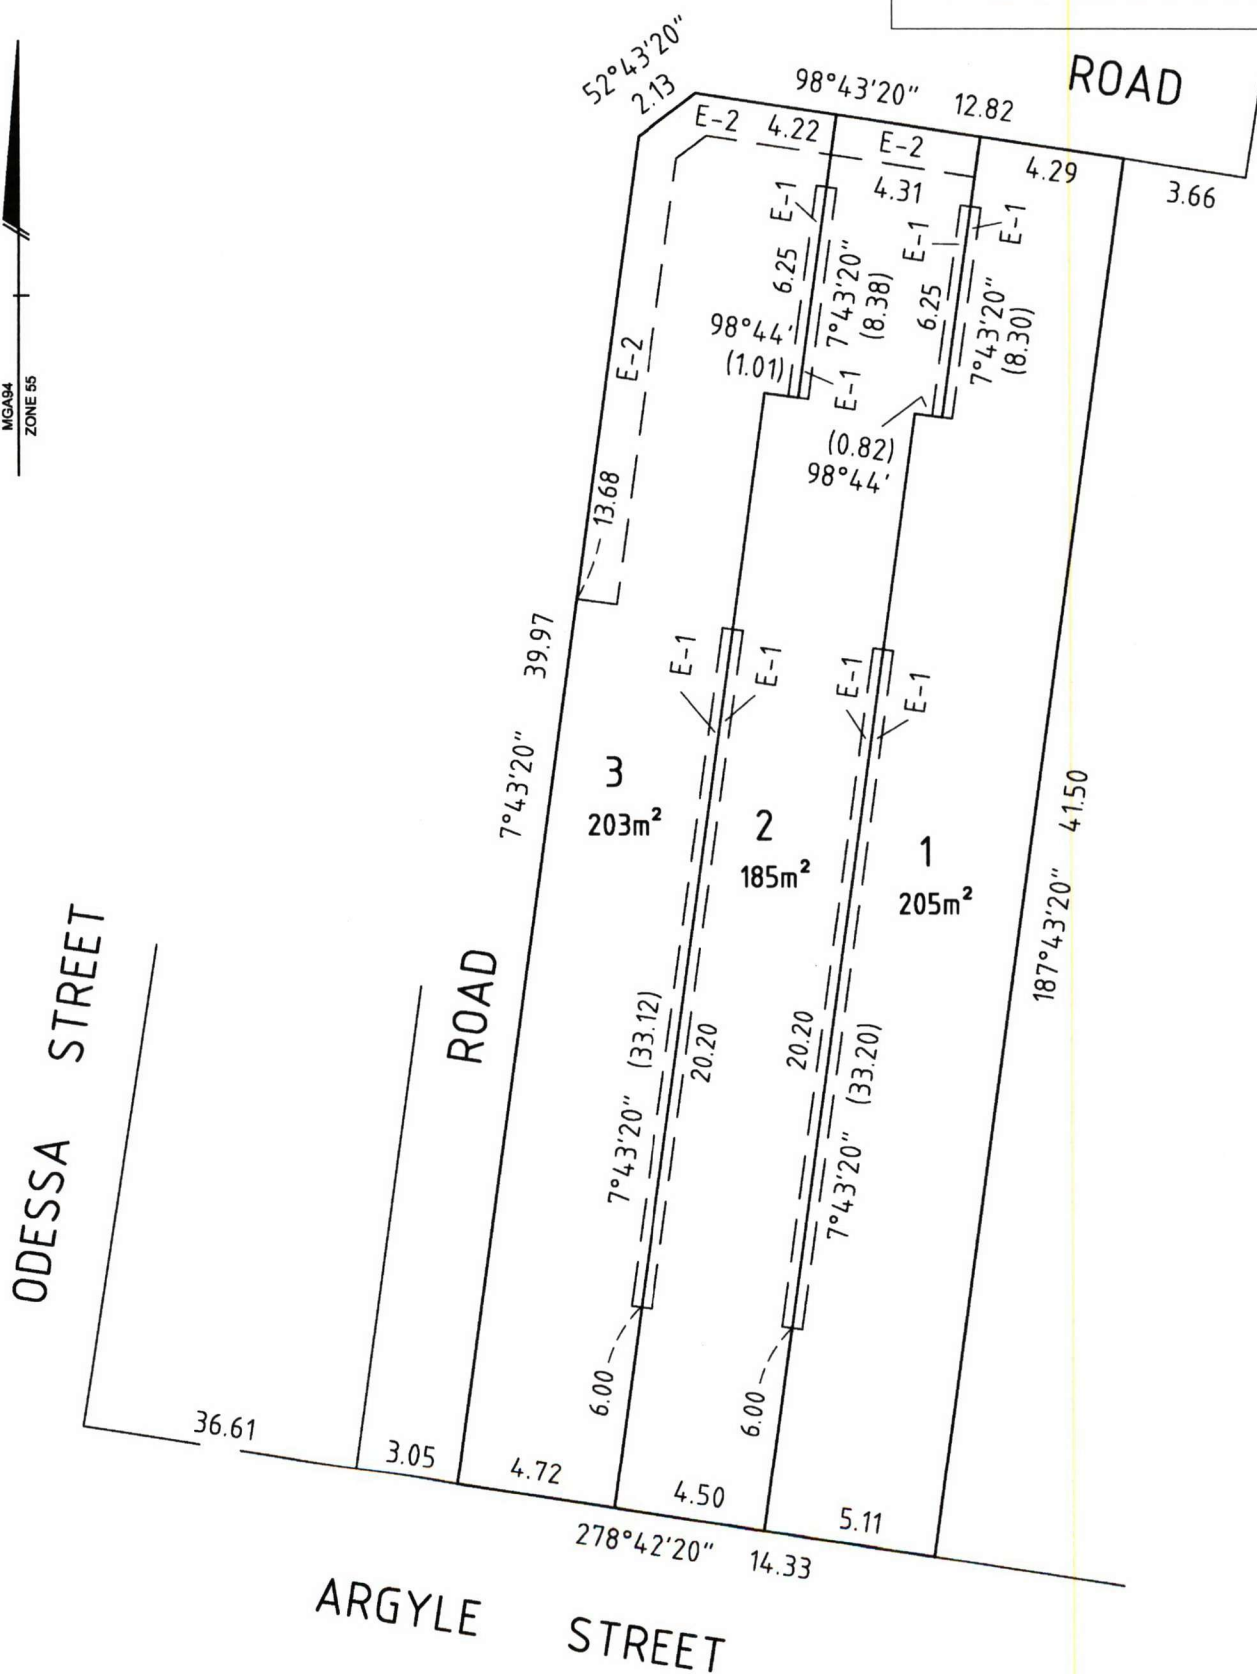 MGA94
ZONE 55
52°43'20"
2.13
98°43'20"
12.82
ROAD
E-2
4.22
E-2
4.31
4.29
3.66
E-1
6.25
7°43'20"
(8.38)
98°44'
(1.01)
E-1
E-1
E-1
6.25
7°43'20"
(8.30)
(0.82)
98°44'
E-2
13.68
39.97
7°43'20"
E-1
E-1
E-1
E-1
3
203m²
2
185m²
1
205m²
41.50
187°43'20"
ODESSA STREET
ROAD
(33.12)
7°43'20"
20.20
20.20
(33.20)
7°43'20"
6.00
6.00
36.61
3.05
4.72
4.50
5.11
278°42'20"
14.33
ARGYLE STREET